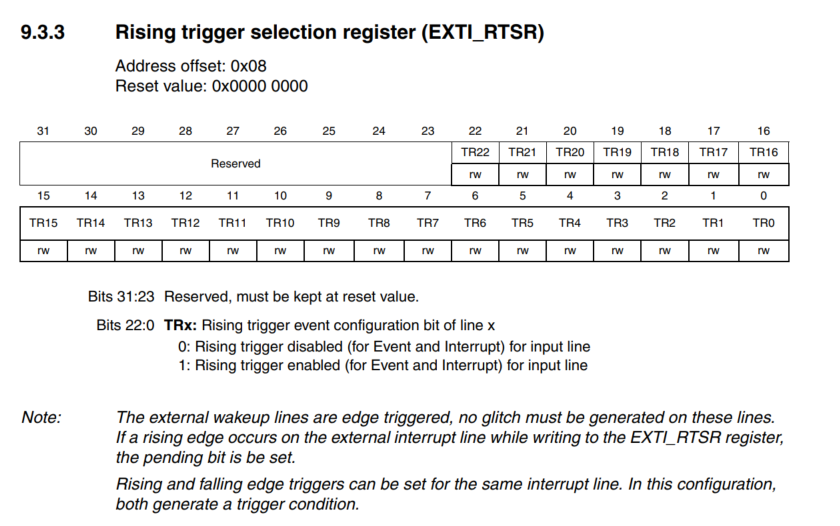 9.3.3 Rising trigger selection register (EXTI_RTSR)
Address offset: 0x08
Reset value: 0x0000 0000
31 30 29 28 27 26 25 24 23 22 21 20 19 18 17 16
Reserved TR22 TR21 TR20 TR19 TR18 TR17 TR16
rw rw rw rw rw rw rw
15 14 13 12 11 10 9 8 7 6 5 4 3 2 1 0
TR15 TR14 TR13 TR12 TR11 TR10 TR9 TR8 TR7 TR6 TR5 TR4 TR3 TR2 TR1 TR0
rw rw rw rw rw rw rw rw rw rw rw rw rw rw rw rw
Bits 31:23 Reserved, must be kept at reset value.
Bits 22:0 TRx: Rising trigger event configuration bit of line x
0: Rising trigger disabled (for Event and Interrupt) for input line
1: Rising trigger enabled (for Event and Interrupt) for input line
Note: The external wakeup lines are edge triggered, no glitch must be generated on these lines.
If a rising edge occurs on the external interrupt line while writing to the EXTI_RTSR register,
the pending bit is be set.
Rising and falling edge triggers can be set for the same interrupt line. In this configuration,
both generate a trigger condition.